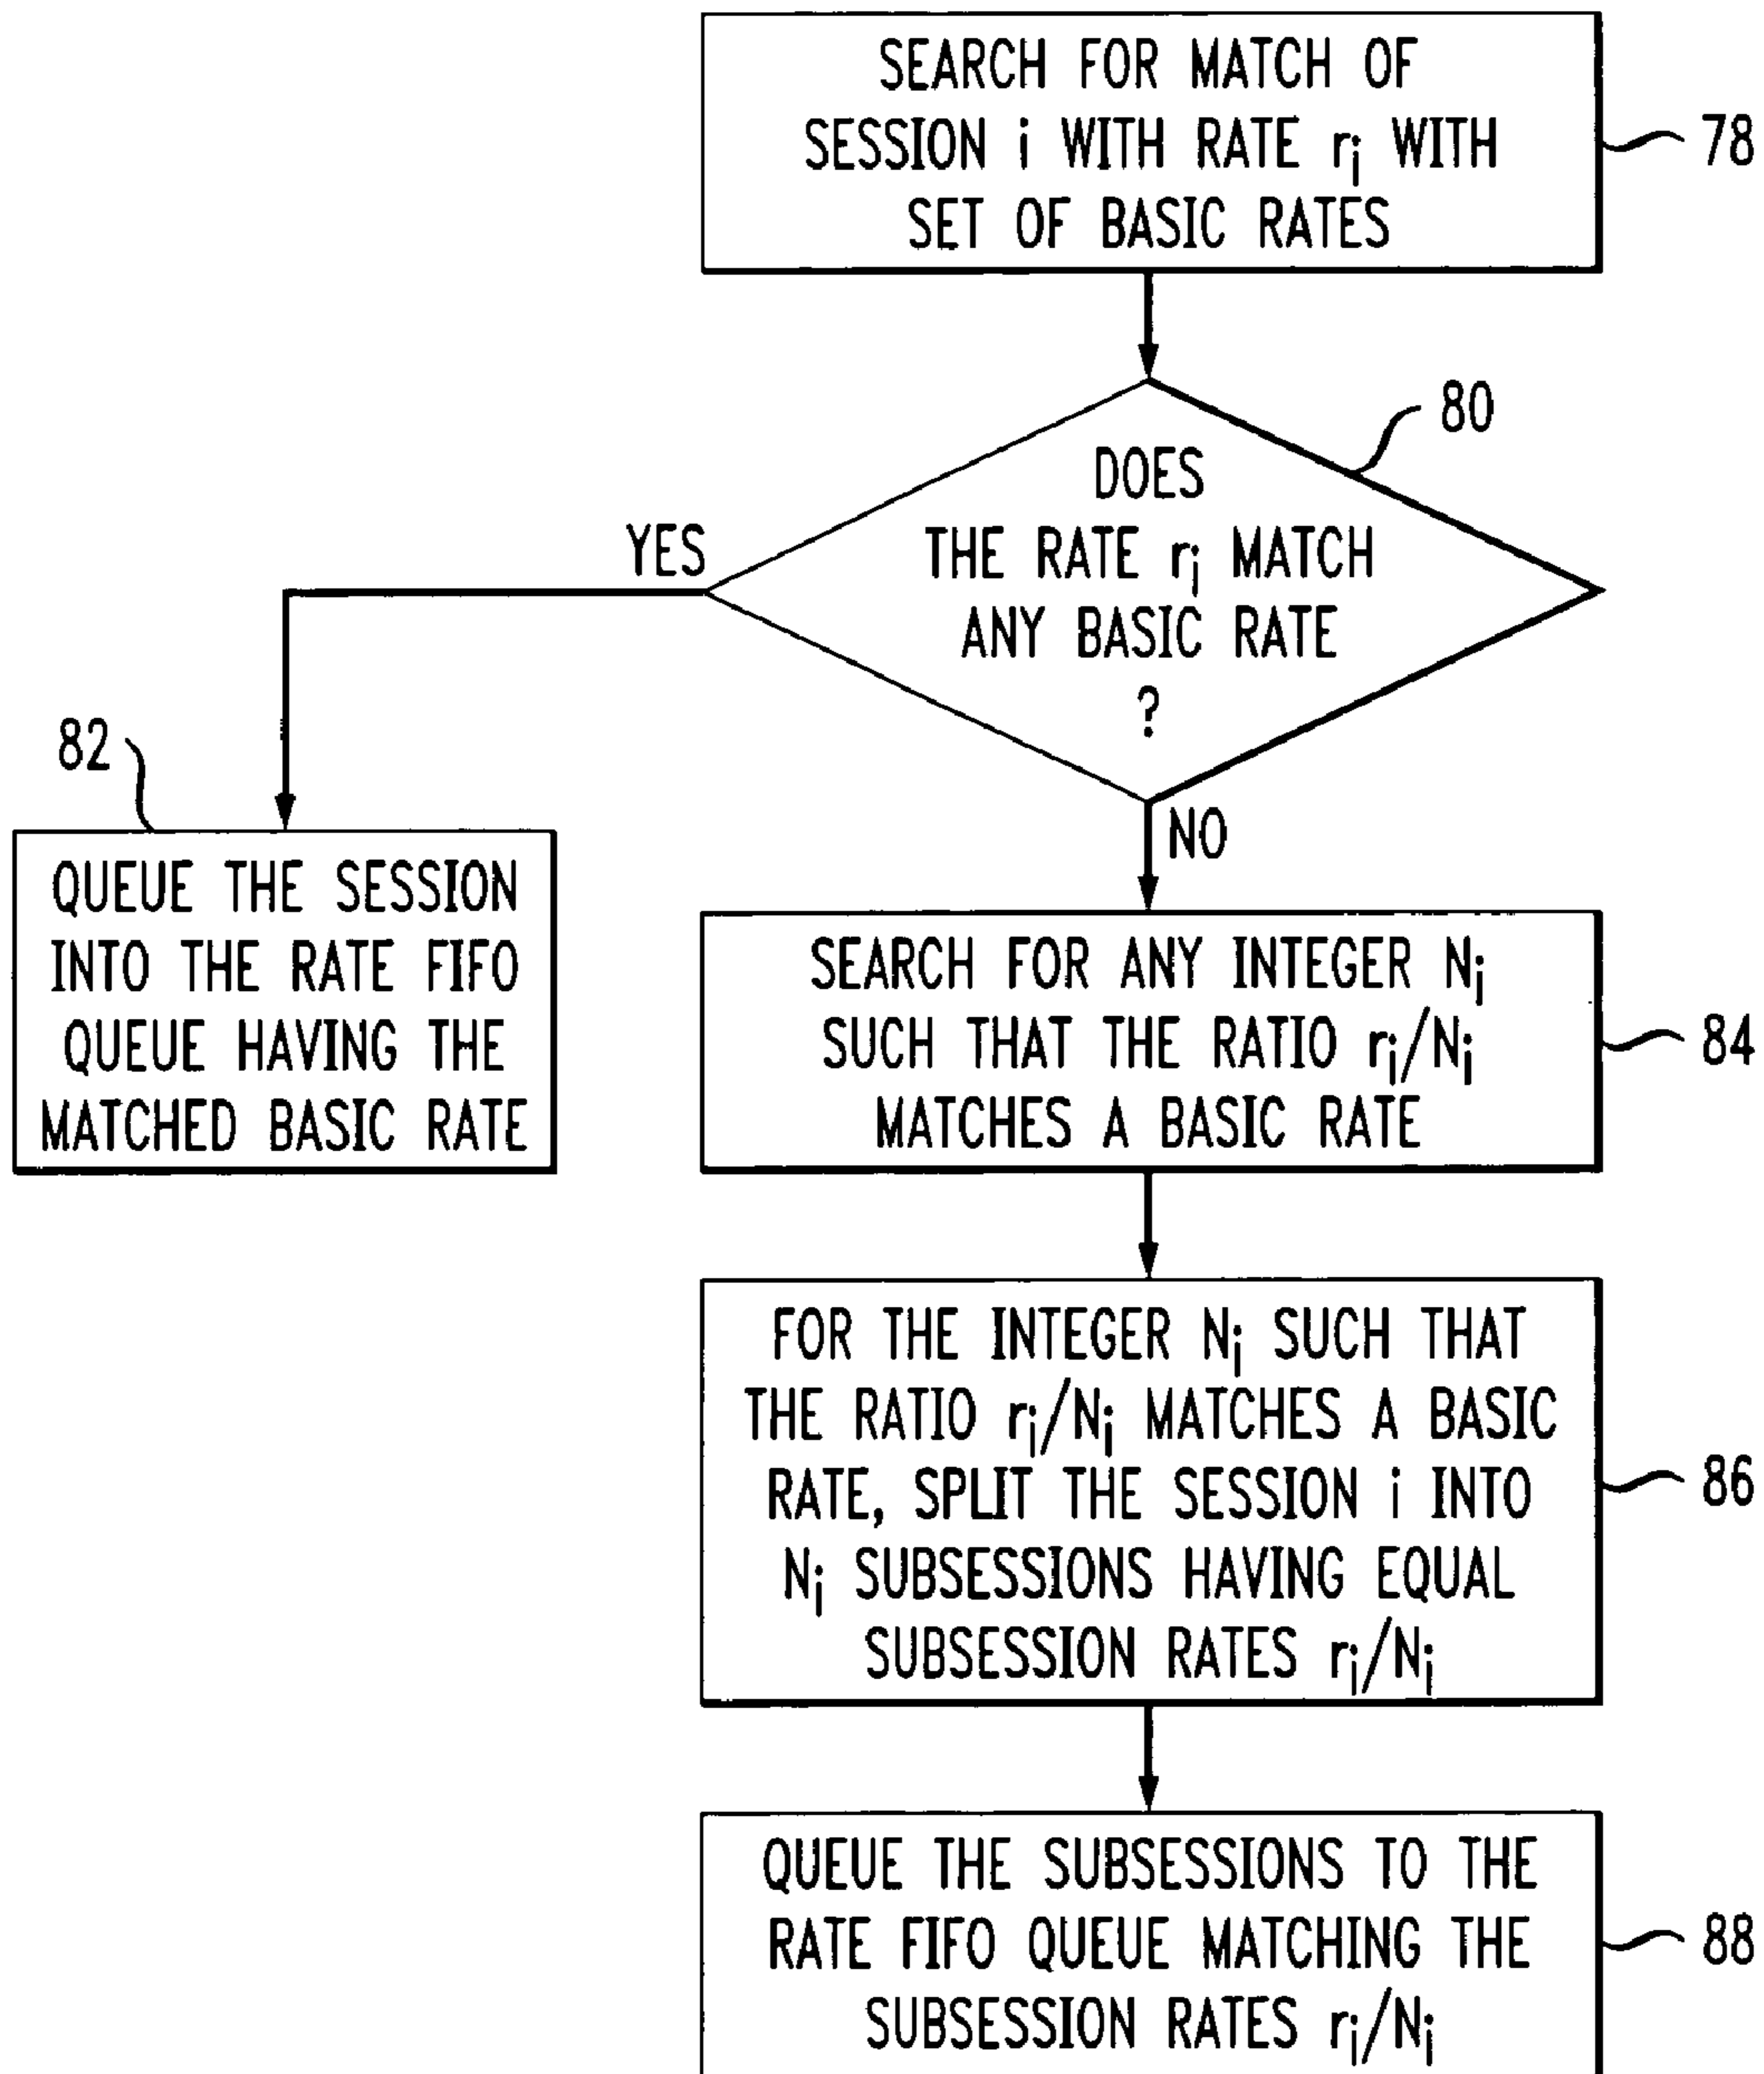 SEARCH FOR MATCH OF
SESSION i WITH RATE ri WITH
SET OF BASIC RATES
78
80
DOES
THE RATE ri MATCH
ANY BASIC RATE
?
YES
NO
82
QUEUE THE SESSION
INTO THE RATE FIFO
QUEUE HAVING THE
MATCHED BASIC RATE
SEARCH FOR ANY INTEGER Ni
SUCH THAT THE RATIO ri/Ni
MATCHES A BASIC RATE
84
FOR THE INTEGER Ni SUCH THAT
THE RATIO ri/Ni MATCHES A BASIC
RATE, SPLIT THE SESSION i INTO
Ni SUBSESSIONS HAVING EQUAL
SUBSESSION RATES ri/Ni
86
QUEUE THE SUBSESSIONS TO THE
RATE FIFO QUEUE MATCHING THE
SUBSESSION RATES ri/Ni
88